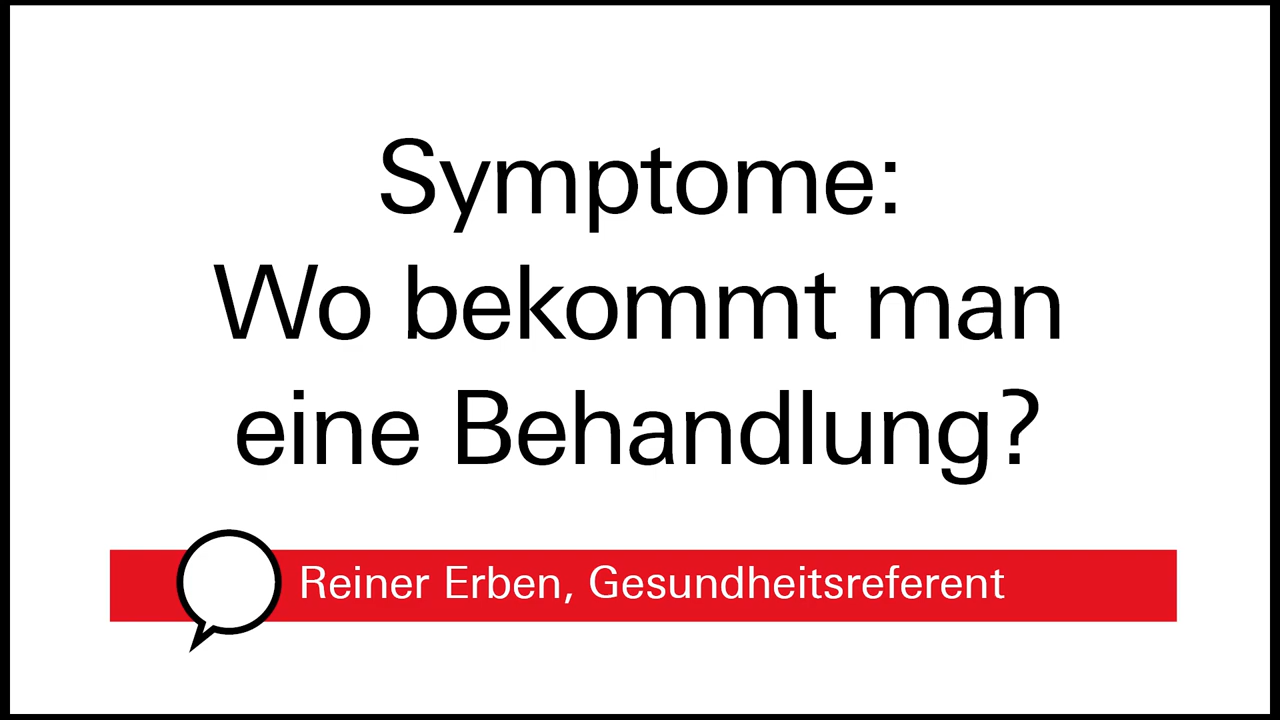 Symptome:
Wo bekommt man
eine Behandlung?
Reiner Erben, Gesundheitsreferent